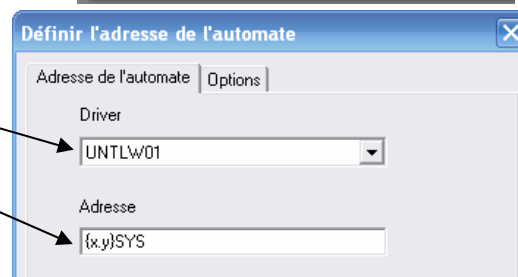 Définir l'adresse de l'automate
Adresse de l'automate Options
Driver
UNTLW01
Adresse
{x.y}SYS